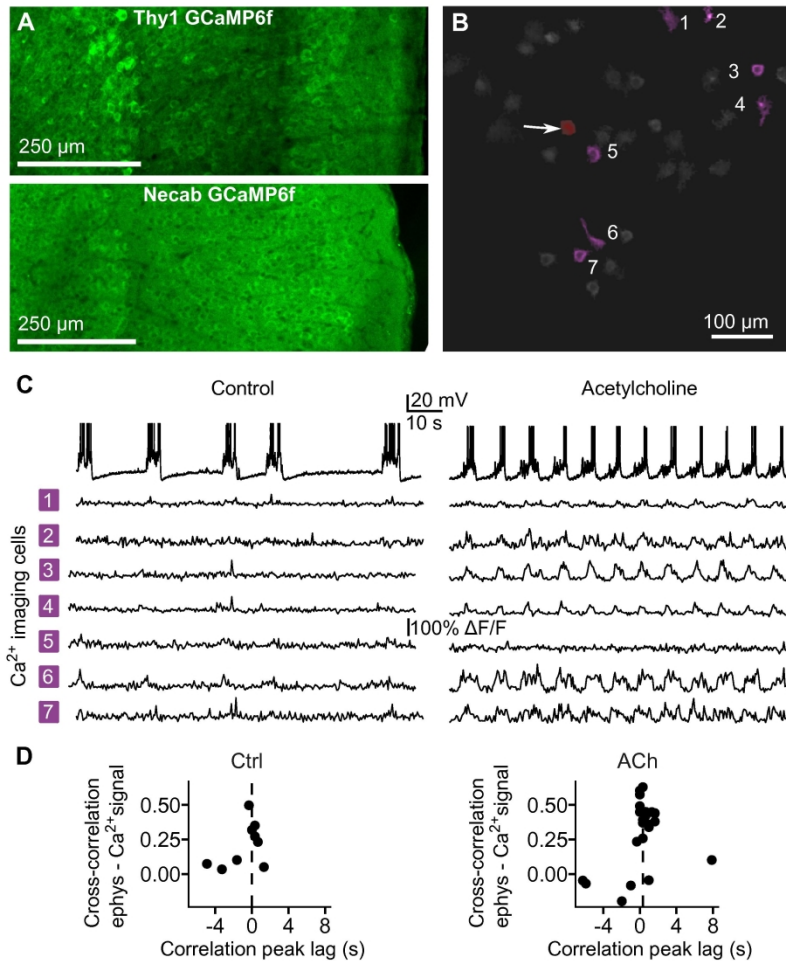 A
Thy1 GCaMP6f
250 µm
Necab GCaMP6f
250 µm
B
1
2
3
4
5
6
7
100 µm
C
Control
20 mV
10 s
Acetylcholine
Ca2+ imaging cells
1
2
3
4
5
6
7
100% ΔF/F
D
Ctrl
Cross-correlation
ephys - Ca2+signal
0.50
0.25
0.00
-4 0 4 8
Correlation peak lag (s)
ACh
Cross-correlation
ephys - Ca2+signal
0.50
0.25
0.00
-4 0 4 8
Correlation peak lag (s)